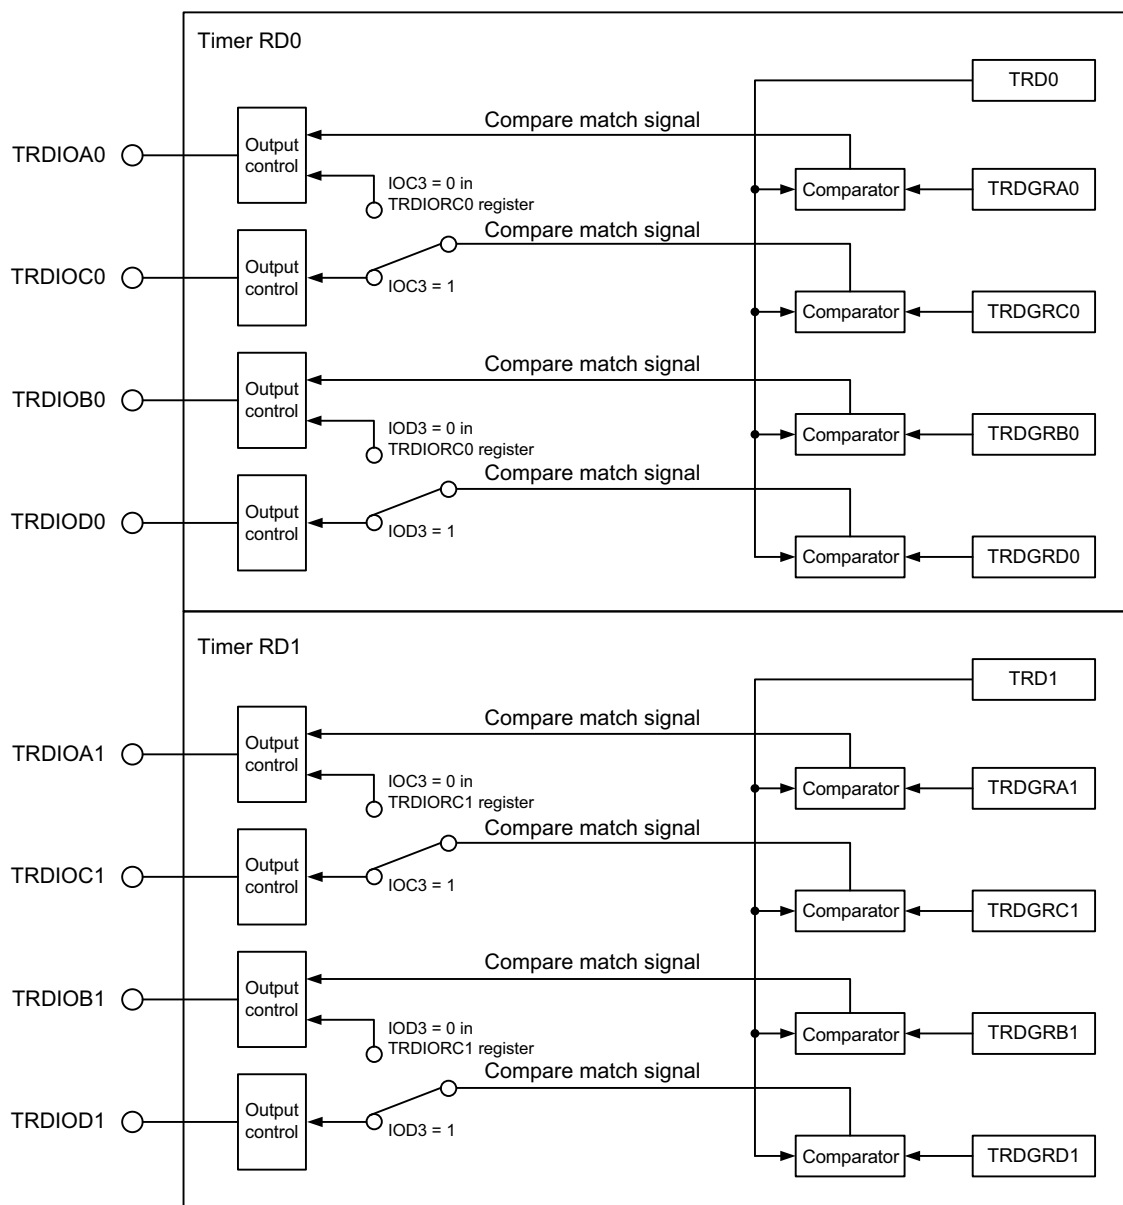 Timer RD0
TRD0
Compare match signal
TRDIOA0
Output
control
Comparator
TRDGRA0
IOC3 = 0 in
TRDIORC0 register
Compare match signal
TRDIOC0
Output
control
IOC3 = 1
Comparator
TRDGRC0
Compare match signal
TRDIOB0
Output
control
IOD3 = 0 in
TRDIORC0 register
Comparator
TRDGRB0
Compare match signal
TRDIOD0
Output
control
IOD3 = 1
Comparator
TRDGRD0
Timer RD1
TRD1
Compare match signal
TRDIOA1
Output
control
IOC3 = 0 in
TRDIORC1 register
Comparator
TRDGRA1
Compare match signal
TRDIOC1
Output
control
IOC3 = 1
Comparator
TRDGRC1
Compare match signal
TRDIOB1
Output
control
IOD3 = 0 in
TRDIORC1 register
Comparator
TRDGRB1
Compare match signal
TRDIOD1
Output
control
IOD3 = 1
Comparator
TRDGRD1